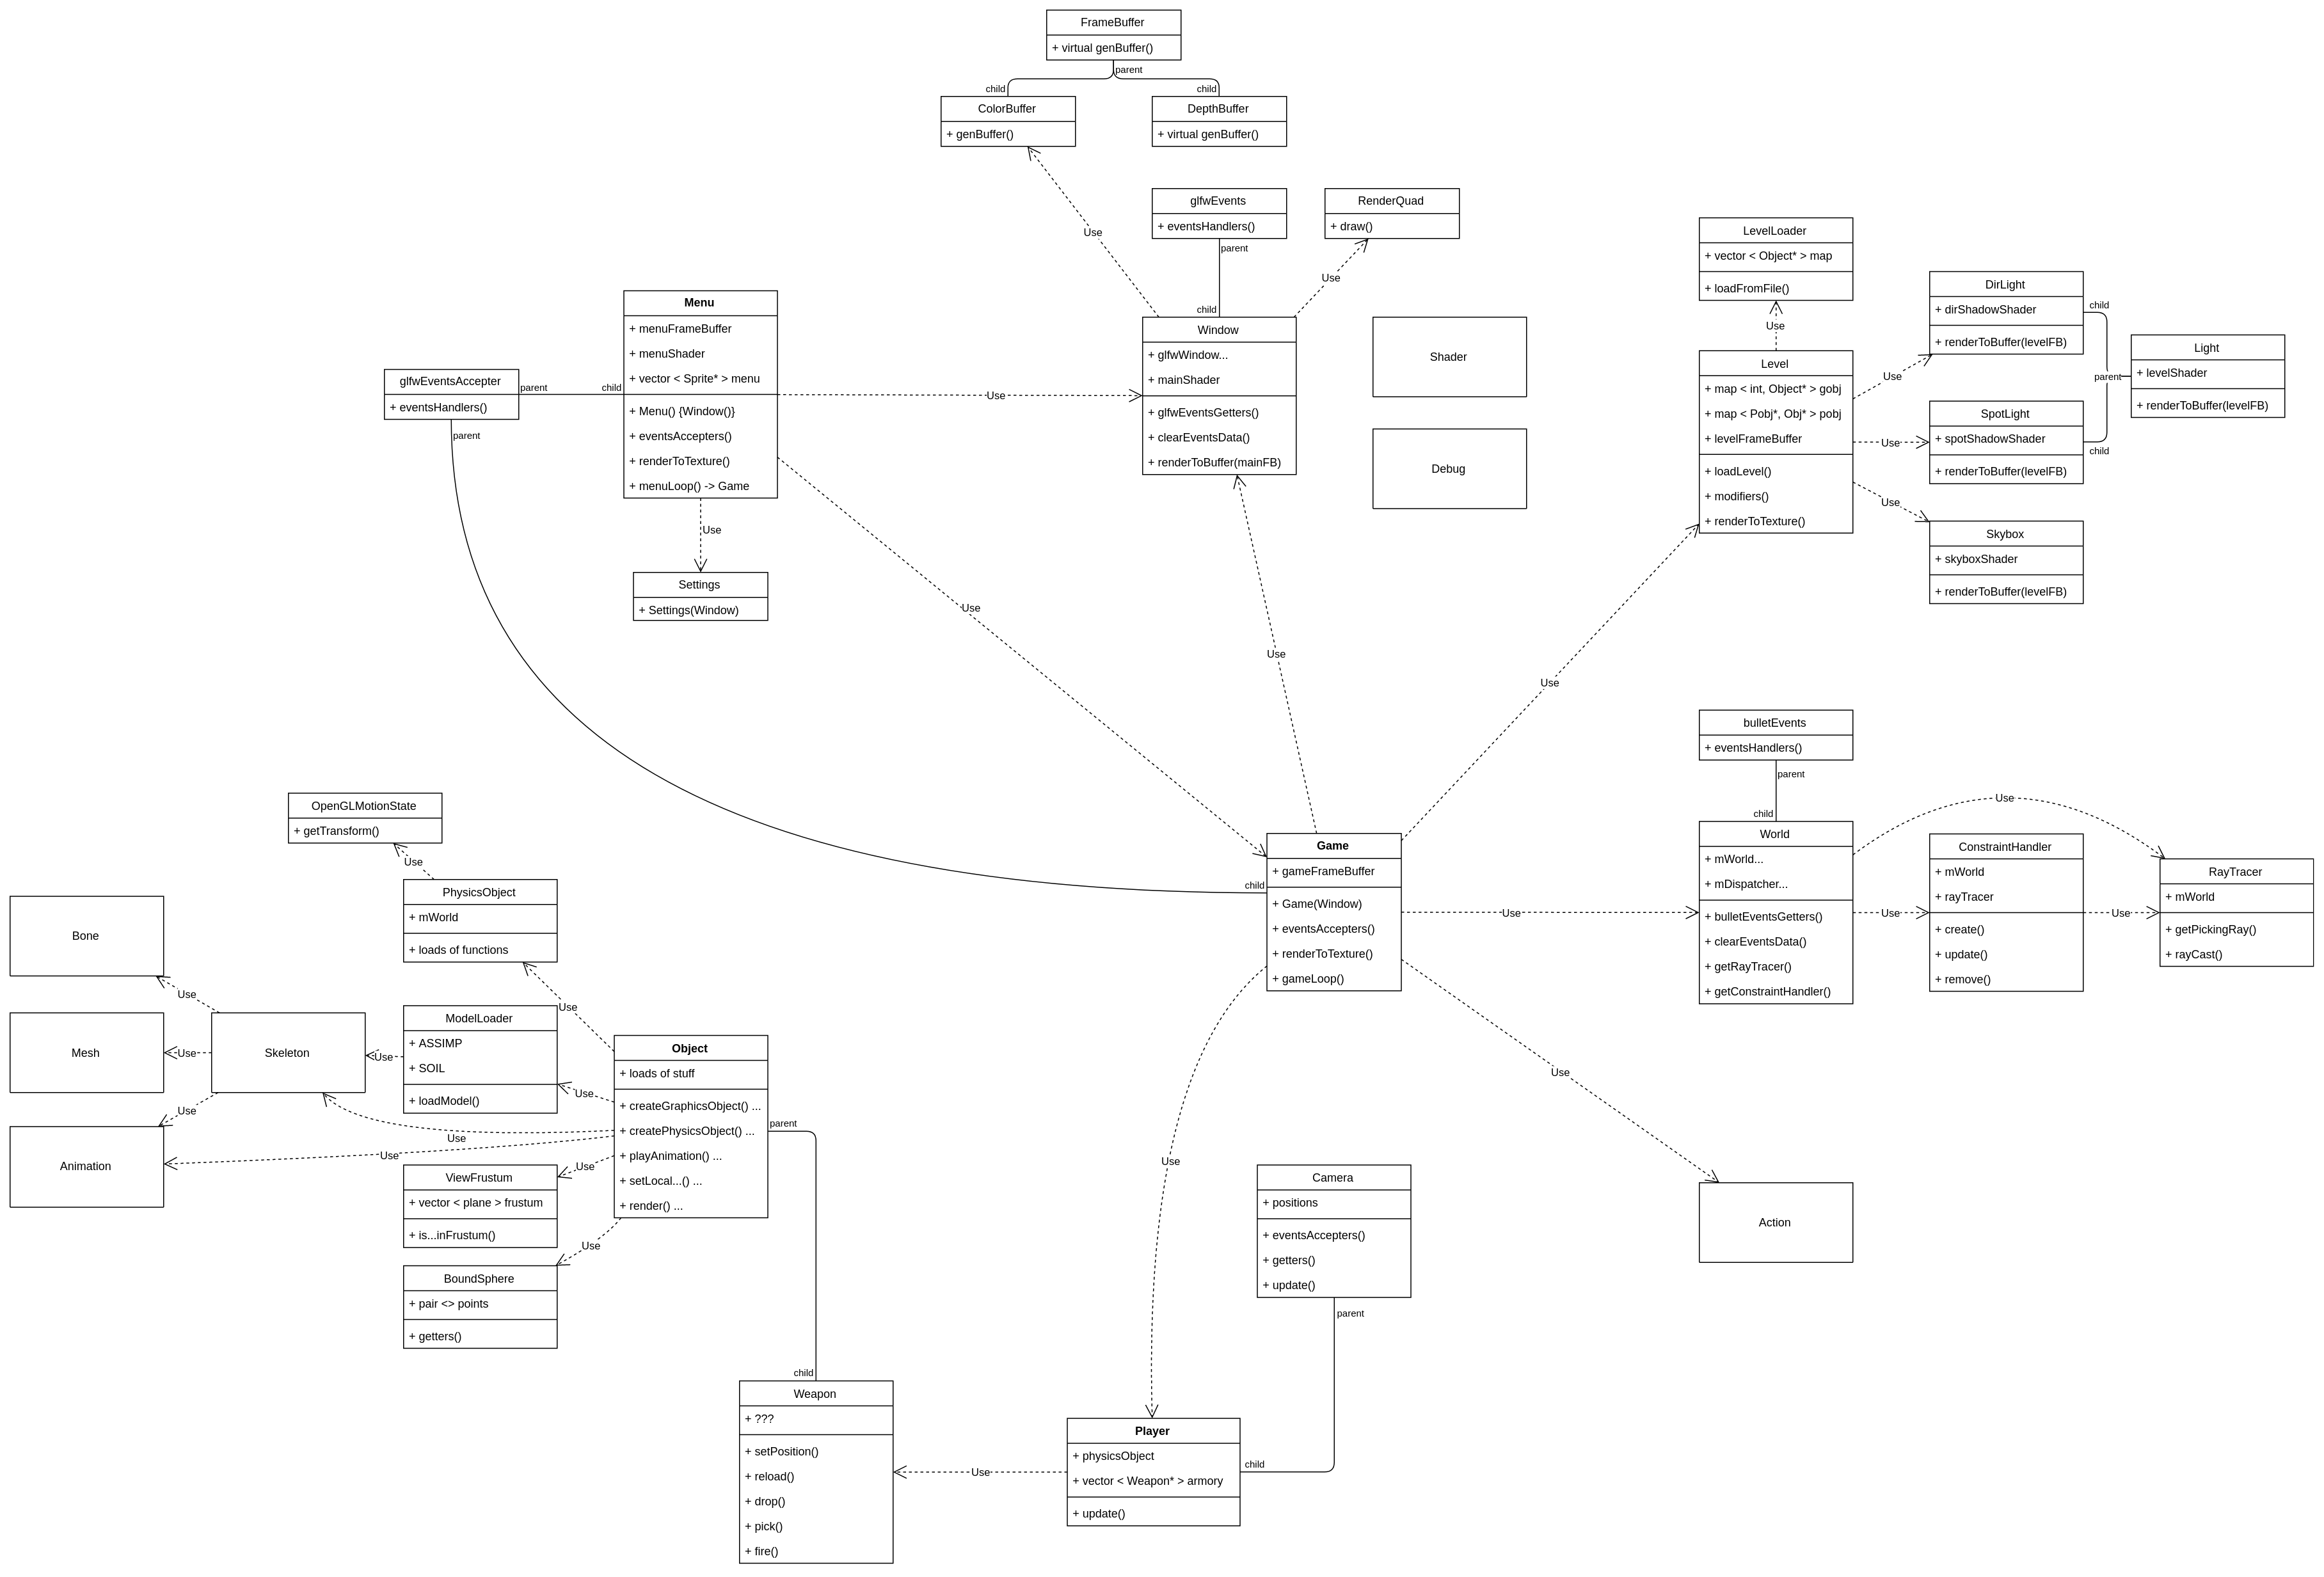 FrameBuffer
+ virtual genBuffer()
parent
child
child
ColorBuffer
+ genBuffer()
DepthBuffer
+ virtual genBuffer()
Use
glfwEvents
+ eventsHandlers()
parent
child
RenderQuad
+ draw()
Use
Window
+ glfwWindow...
+ mainShader
+ glfwEventsGetters()
+ clearEventsData()
+ renderToBuffer(mainFB)
Shader
Debug
Menu
+ menuFrameBuffer
+ menuShader
+ vector < Sprite* > menu
+ Menu() {Window()}
+ eventsAccepters()
+ renderToTexture()
+ menuLoop() -> Game
glfwEventsAccepter
+ eventsHandlers()
parent
child
parent
Use
Use
Settings
+ Settings(Window)
Use
Use
Use
LevelLoader
+ vector < Object* > map
+ loadFromFile()
Use
Level
+ map < int, Object* > gobj
+ map < Pobj*, Obj* > pobj
+ levelFrameBuffer
+ loadLevel()
+ modifiers()
+ renderToTexture()
Use
Use
Use
DirLight
+ dirShadowShader
+ renderToBuffer(levelFB)
child
SpotLight
+ spotShadowShader
+ renderToBuffer(levelFB)
child
parent
Light
+ levelShader
+ renderToBuffer(levelFB)
Skybox
+ skyboxShader
+ renderToBuffer(levelFB)
bulletEvents
+ eventsHandlers()
parent
child
World
+ mWorld...
+ mDispatcher...
+ bulletEventsGetters()
+ clearEventsData()
+ getRayTracer()
+ getConstraintHandler()
Use
Use
ConstraintHandler
+ mWorld
+ rayTracer
+ create()
+ update()
+ remove()
Use
RayTracer
+ mWorld
+ getPickingRay()
+ rayCast()
Game
+ gameFrameBuffer
+ Game(Window)
+ eventsAccepters()
+ renderToTexture()
+ gameLoop()
child
Use
Use
Use
Action
OpenGLMotionState
+ getTransform()
Use
PhysicsObject
+ mWorld
+ loads of functions
Use
Bone
Use
Mesh
Use
Skeleton
Use
Use
Animation
ModelLoader
+ ASSIMP
+ SOIL
+ loadModel()
Use
Use
Use
ViewFrustum
+ vector < plane > frustum
+ is...inFrustum()
Use
BoundSphere
+ pair <> points
+ getters()
Use
Object
+ loads of stuff
+ createGraphicsObject() ...
+ createPhysicsObject() ...
+ playAnimation() ...
+ setLocal...() ...
+ render() ...
parent
child
Weapon
+ ???
+ setPosition()
+ reload()
+ drop()
+ pick()
+ fire()
Use
Camera
+ positions
+ eventsAccepters()
+ getters()
+ update()
parent
child
Player
+ physicsObject
+ vector < Weapon* > armory
+ update()